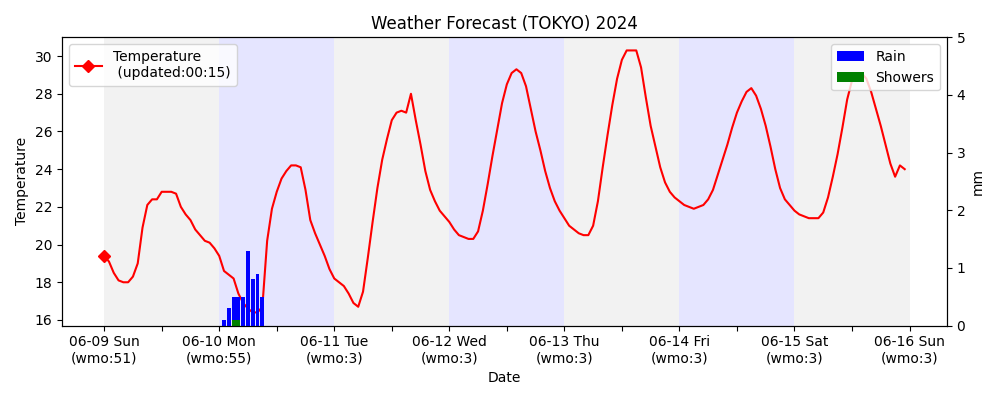 Weather Forecast (TOKYO) 2024
Temperature
(updated:00:15)
Rain
Showers
30
28
26
24
22
20
18
16
Temperature
5
4
3
2
1
0
mm
06-09 Sun
(wmo:51)
06-10 Mon
(wmo:55)
06-11 Tue
(wmo:3)
06-12 Wed
(wmo:3)
06-13 Thu
(wmo:3)
06-14 Fri
(wmo:3)
06-15 Sat
(wmo:3)
06-16 Sun
(wmo:3)
Date